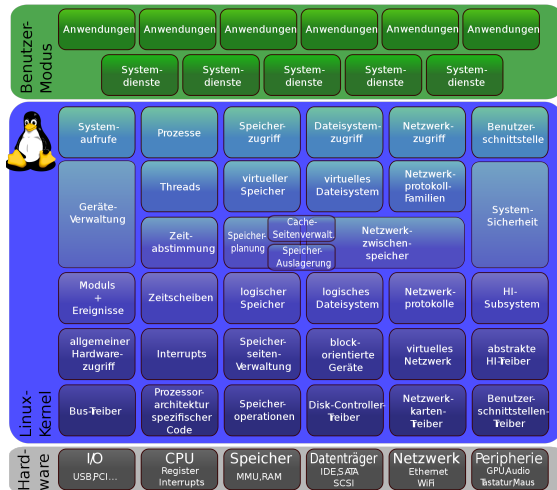 Benutzer-
Modus
Anwendungen
Anwendungen
Anwendungen
Anwendungen
Anwendungen
Anwendungen
System-
dienste
System-
dienste
System-
dienste
System-
dienste
System-
dienste
Linux-
Kernel
System-
aufrufe
Prozesse
Speicher-
zugriff
Dateisystem-
zugriff
Netzwerk-
zugriff
Benutzer-
schnittstelle
Geräte-
Verwaltung
Threads
virtueller
Speicher
virtuelles
Dateisystem
Netzwerk-
protokoll-
Familien
System-
Sicherheit
Zeit-
abstimmung
Speicher-
planung
Cache-
Seitenverwalt.
Speicher-
Auslagerung
Netzwerk-
zwischen-
speicher
Moduls
+
Ereignisse
Zeitscheiben
logischer
Speicher
logisches
Dateisystem
Netzwerk-
protokolle
HI-
Subsystem
allgemeiner
Hardware-
zugriff
Interrupts
Speicher-
seiten-
Verwaltung
block-
orientierte
Geräte
virtuelles
Netzwerk
abstrakte
HI-Treiber
Bus-Treiber
Prozessor-
architektur
spezifischer
Code
Speicher-
operationen
Disk-Controller-
Treiber
Netzwerk-
karten-
Treiber
Benutzer-
schnittstellen-
Treiber
Hard-
ware
I/O
USB,PCI...
CPU
Register
Interrupts
Speicher
MMU,RAM
Datenträger
IDE,SATA
SCSI
Netzwerk
Ethernet
WiFi
Peripherie
GPU,Audio
Tastatur,Maus